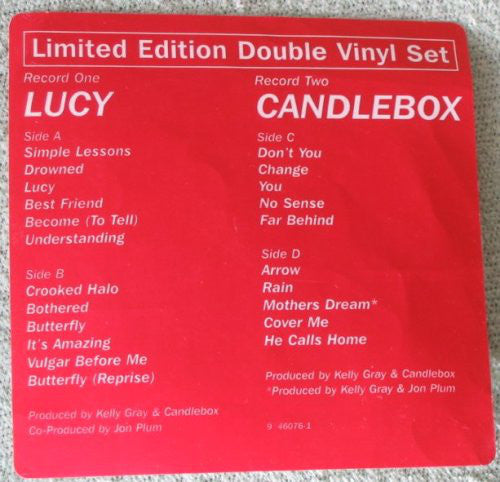 Limited Edition Double Vinyl Set
Record One
LUCY
Side A
Simple Lessons
Drowned
Lucy
Best Friend
Become (To Tell)
Understanding
Side B
Crooked Halo
Bothered
Butterfly
It's Amazing
Vulgar Before Me
Butterfly (Reprise)
Produced by Kelly Gray & Candlebox
Co-Produced by Jon Plum
Record Two
CANDLEBOX
Side C
Don't You
Change
You
No Sense
Far Behind
Side D
Arrow
Rain
Mothers Dream*
Cover Me
He Calls Home
Produced by Kelly Gray & Candlebox
*Produced by Kelly Gray & Jon Plum
9 46076-1